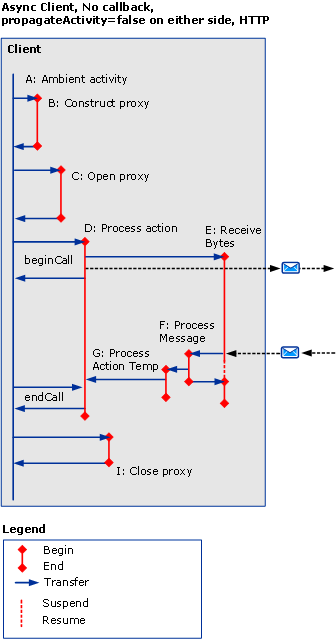 Async Client, No callback,
propagateActivity=false on either side, HTTP
Client
A: Ambient activity
B: Construct proxy
C: Open proxy
D: Process action
E: Receive
Bytes
beginCall
F: Process
Message
G: Process
Action Temp
endCall
I: Close proxy
Legend
Begin
End
Transfer
Suspend
Resume